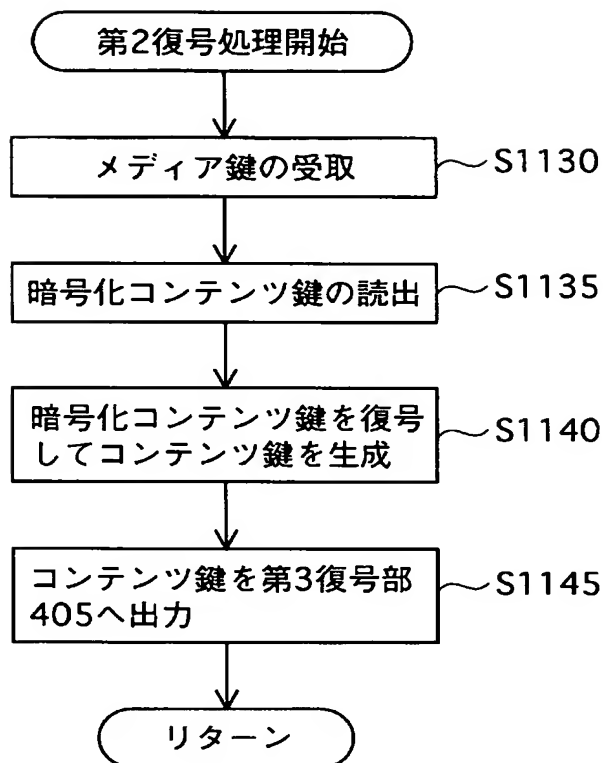 第2復号処理開始
メディア鍵の受取
S1130
暗号化コンテンツ鍵の読出
S1135
暗号化コンテンツ鍵を復号
してコンテンツ鍵を生成
S1140
コンテンツ鍵を第3復号部
405へ出力
S1145
リターン